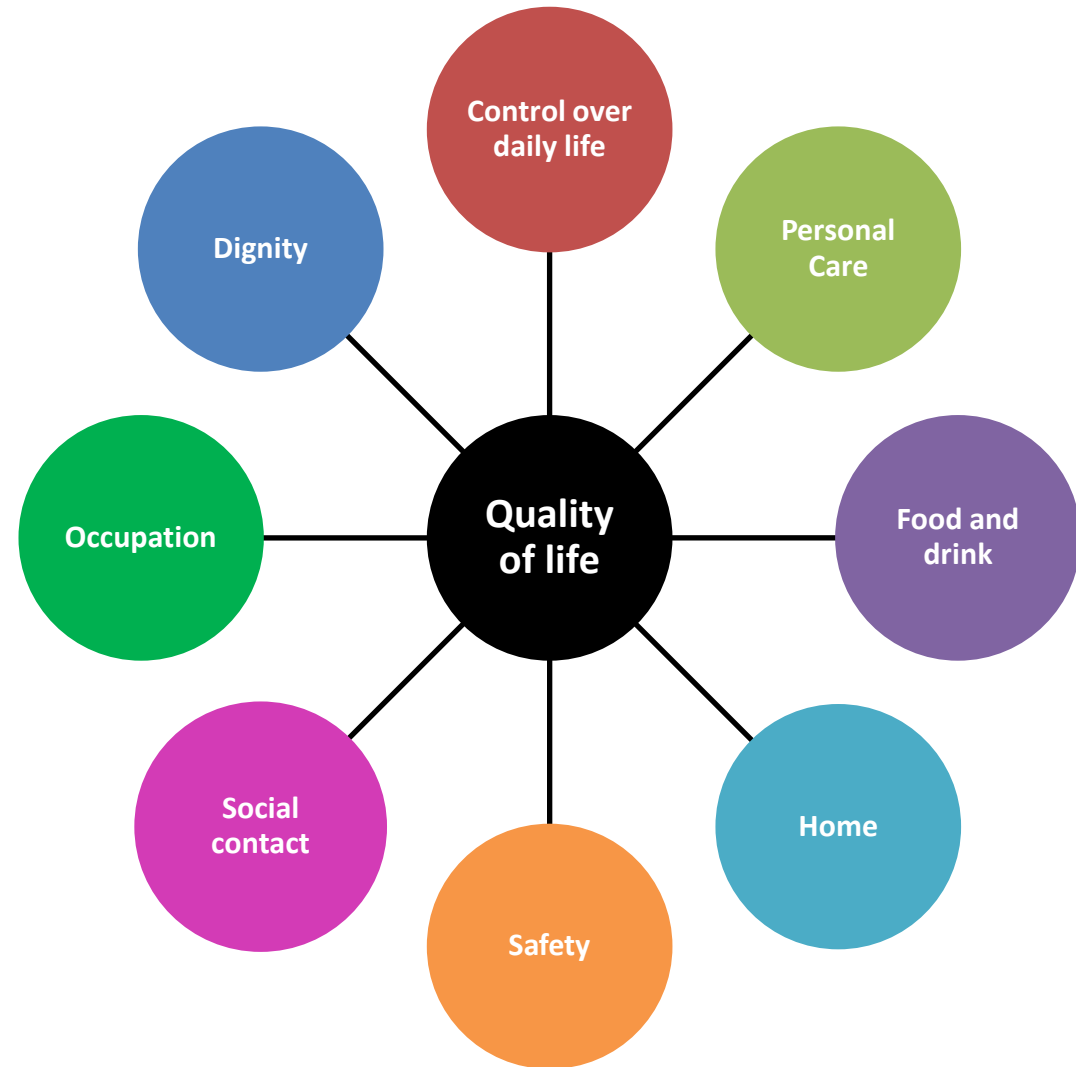 Control over
daily life
Personal
Care
Food and
drink
Home
Safety
Social
contact
Occupation
Dignity
Quality
of life